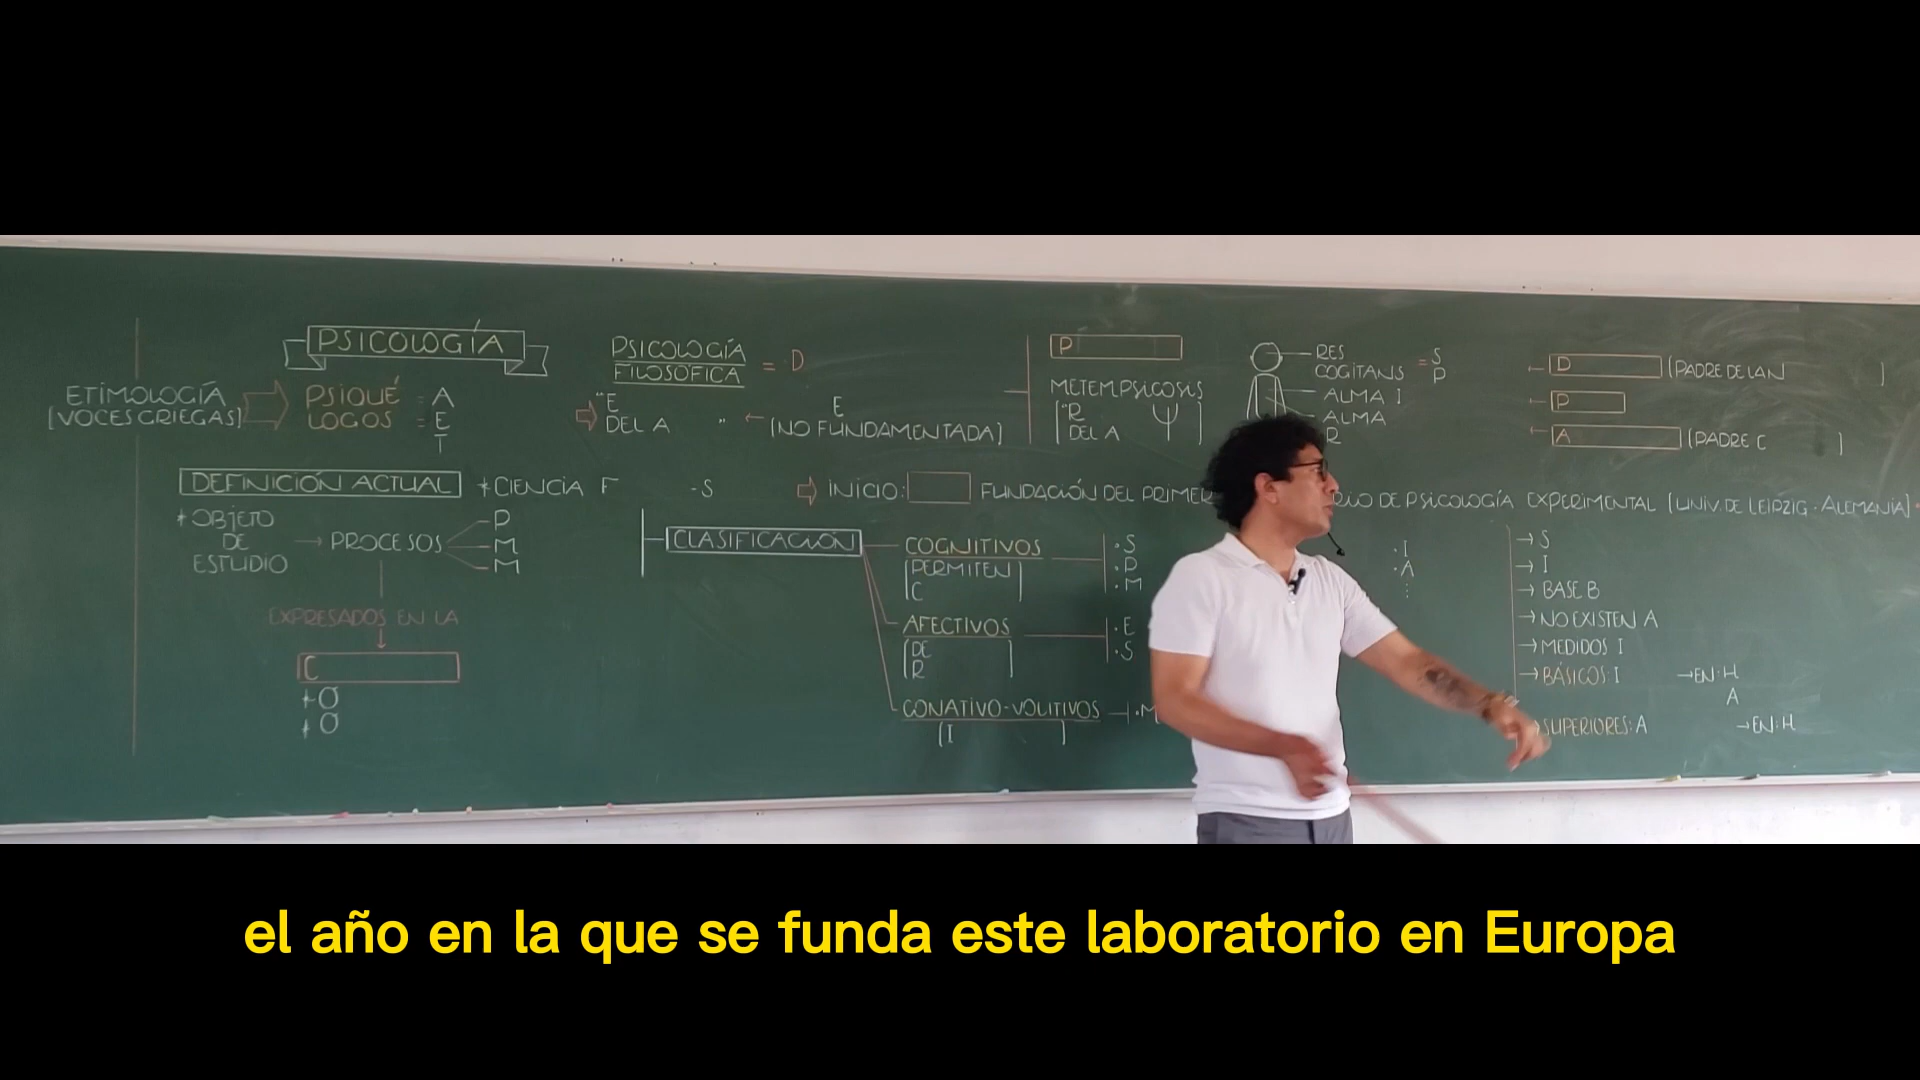 PSICOLOGÍA
ETIMOLOGÍA
(VOCES GRIEGAS)
PSIQUÉ = A
LOGOS = E
T
PSICOLOGÍA
FILOSÓFICA = D
"E
DEL A " ← E
(NO FUNDAMENTADA)
P
METEMPSICOSIS
("R
DEL A Ψ )
RES
COGITANS = S
P
ALMA I
ALMA
R
D (PADRE DE LA N )
P
A (PADRE C )
DEFINICIÓN ACTUAL
+CIENCIA F -S
INICIO: FUNDACIÓN DEL PRIMER RIO DE PSICOLOGÍA EXPERIMENTAL (UNIV. DE LEIPZIG - ALEMANIA)
+OBJETO
DE
ESTUDIO
→ PROCESOS
P
M
M
EXPRESADOS EN LA
C
+O
+O
CLASIFICACIÓN
COGNITIVOS
(PERMITEN
C )
.S
.P
.M
.I
.A
⋮
AFECTIVOS
(DE
R )
.E
.S
CONATIVO-VOLITIVOS
(I )
.M
→ S
→ I
→ BASE B
→ NO EXISTEN A
→ MEDIDOS I
→ BÁSICOS: I → EN: H
A
SUPERIORES: A → EN: H
el año en la que se funda este laboratorio en Europa